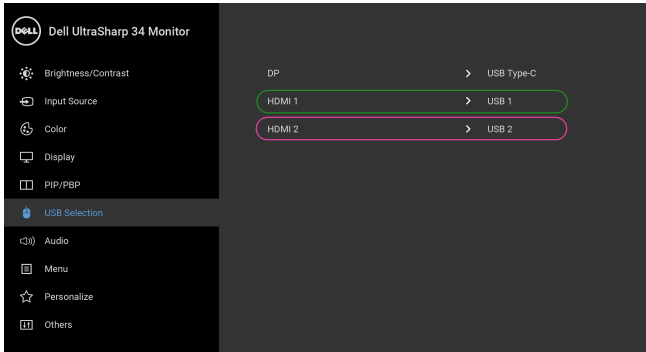 DELL Dell UltraSharp 34 Monitor
Brightness/Contrast
Input Source
Color
Display
PIP/PBP
USB Selection
Audio
Menu
Personalize
Others
DP > USB Type-C
HDMI 1 > USB 1
HDMI 2 > USB 2